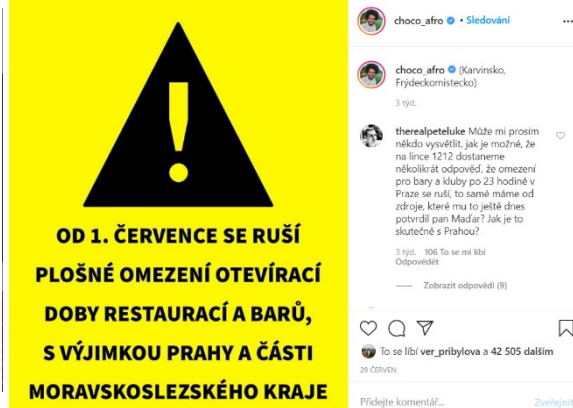 OD 1. ČERVENCE SE RUŠÍ
PLOŠNÉ OMEZENÍ OTEVÍRACÍ
DOBY RESTAURACÍ A BARŮ,
S VÝJIMKOU PRAHY A ČÁSTI
MORAVSKOSLEZSKÉHO KRAJE
choco_afro • Sledování
choco_afro (Karvinsko,
Frýdeckomístecko)
3 týd.
therealpeteluke Může mi prosím
někdo vysvětlit, jak je možné, že
na lince 1212 dostaneme
několikrát odpověď, že omezení
pro bary a kluby po 23 hodině v
Praze se ruší, to samé máme od
zdroje, které mu to ještě dnes
potvrdil pan Maďar? Jak je to
skutečně s Prahou?
3 týd. 106 To se mi líbí
Odpovědět
Zobrazit odpovědi (9)
To se líbí ver_pribylova a 42 505 dalším
29 ČERVEN
Přidejte komentář...
Zveřejnit